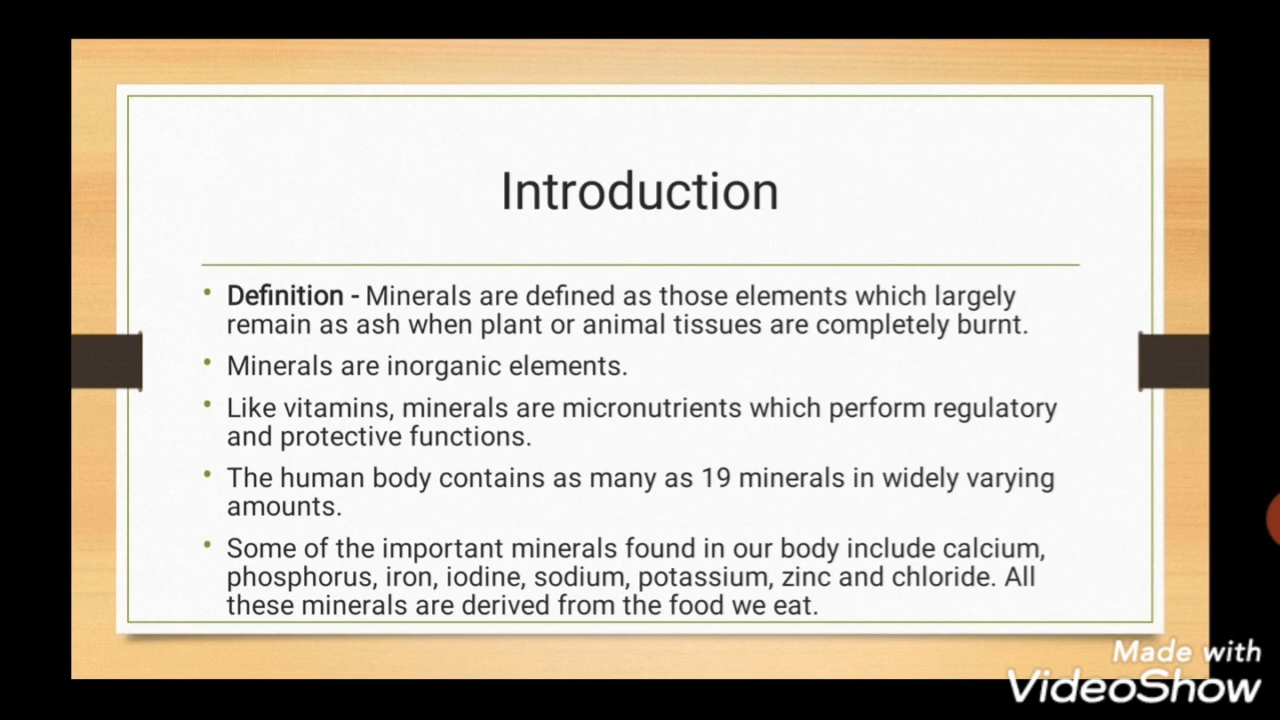 Introduction
• Definition - Minerals are defined as those elements which largely
remain as ash when plant or animal tissues are completely burnt.
• Minerals are inorganic elements.
• Like vitamins, minerals are micronutrients which perform regulatory
and protective functions.
• The human body contains as many as 19 minerals in widely varying
amounts.
• Some of the important minerals found in our body include calcium,
phosphorus, iron, iodine, sodium, potassium, zinc and chloride. All
these minerals are derived from the food we eat.
Made with
VideoShow